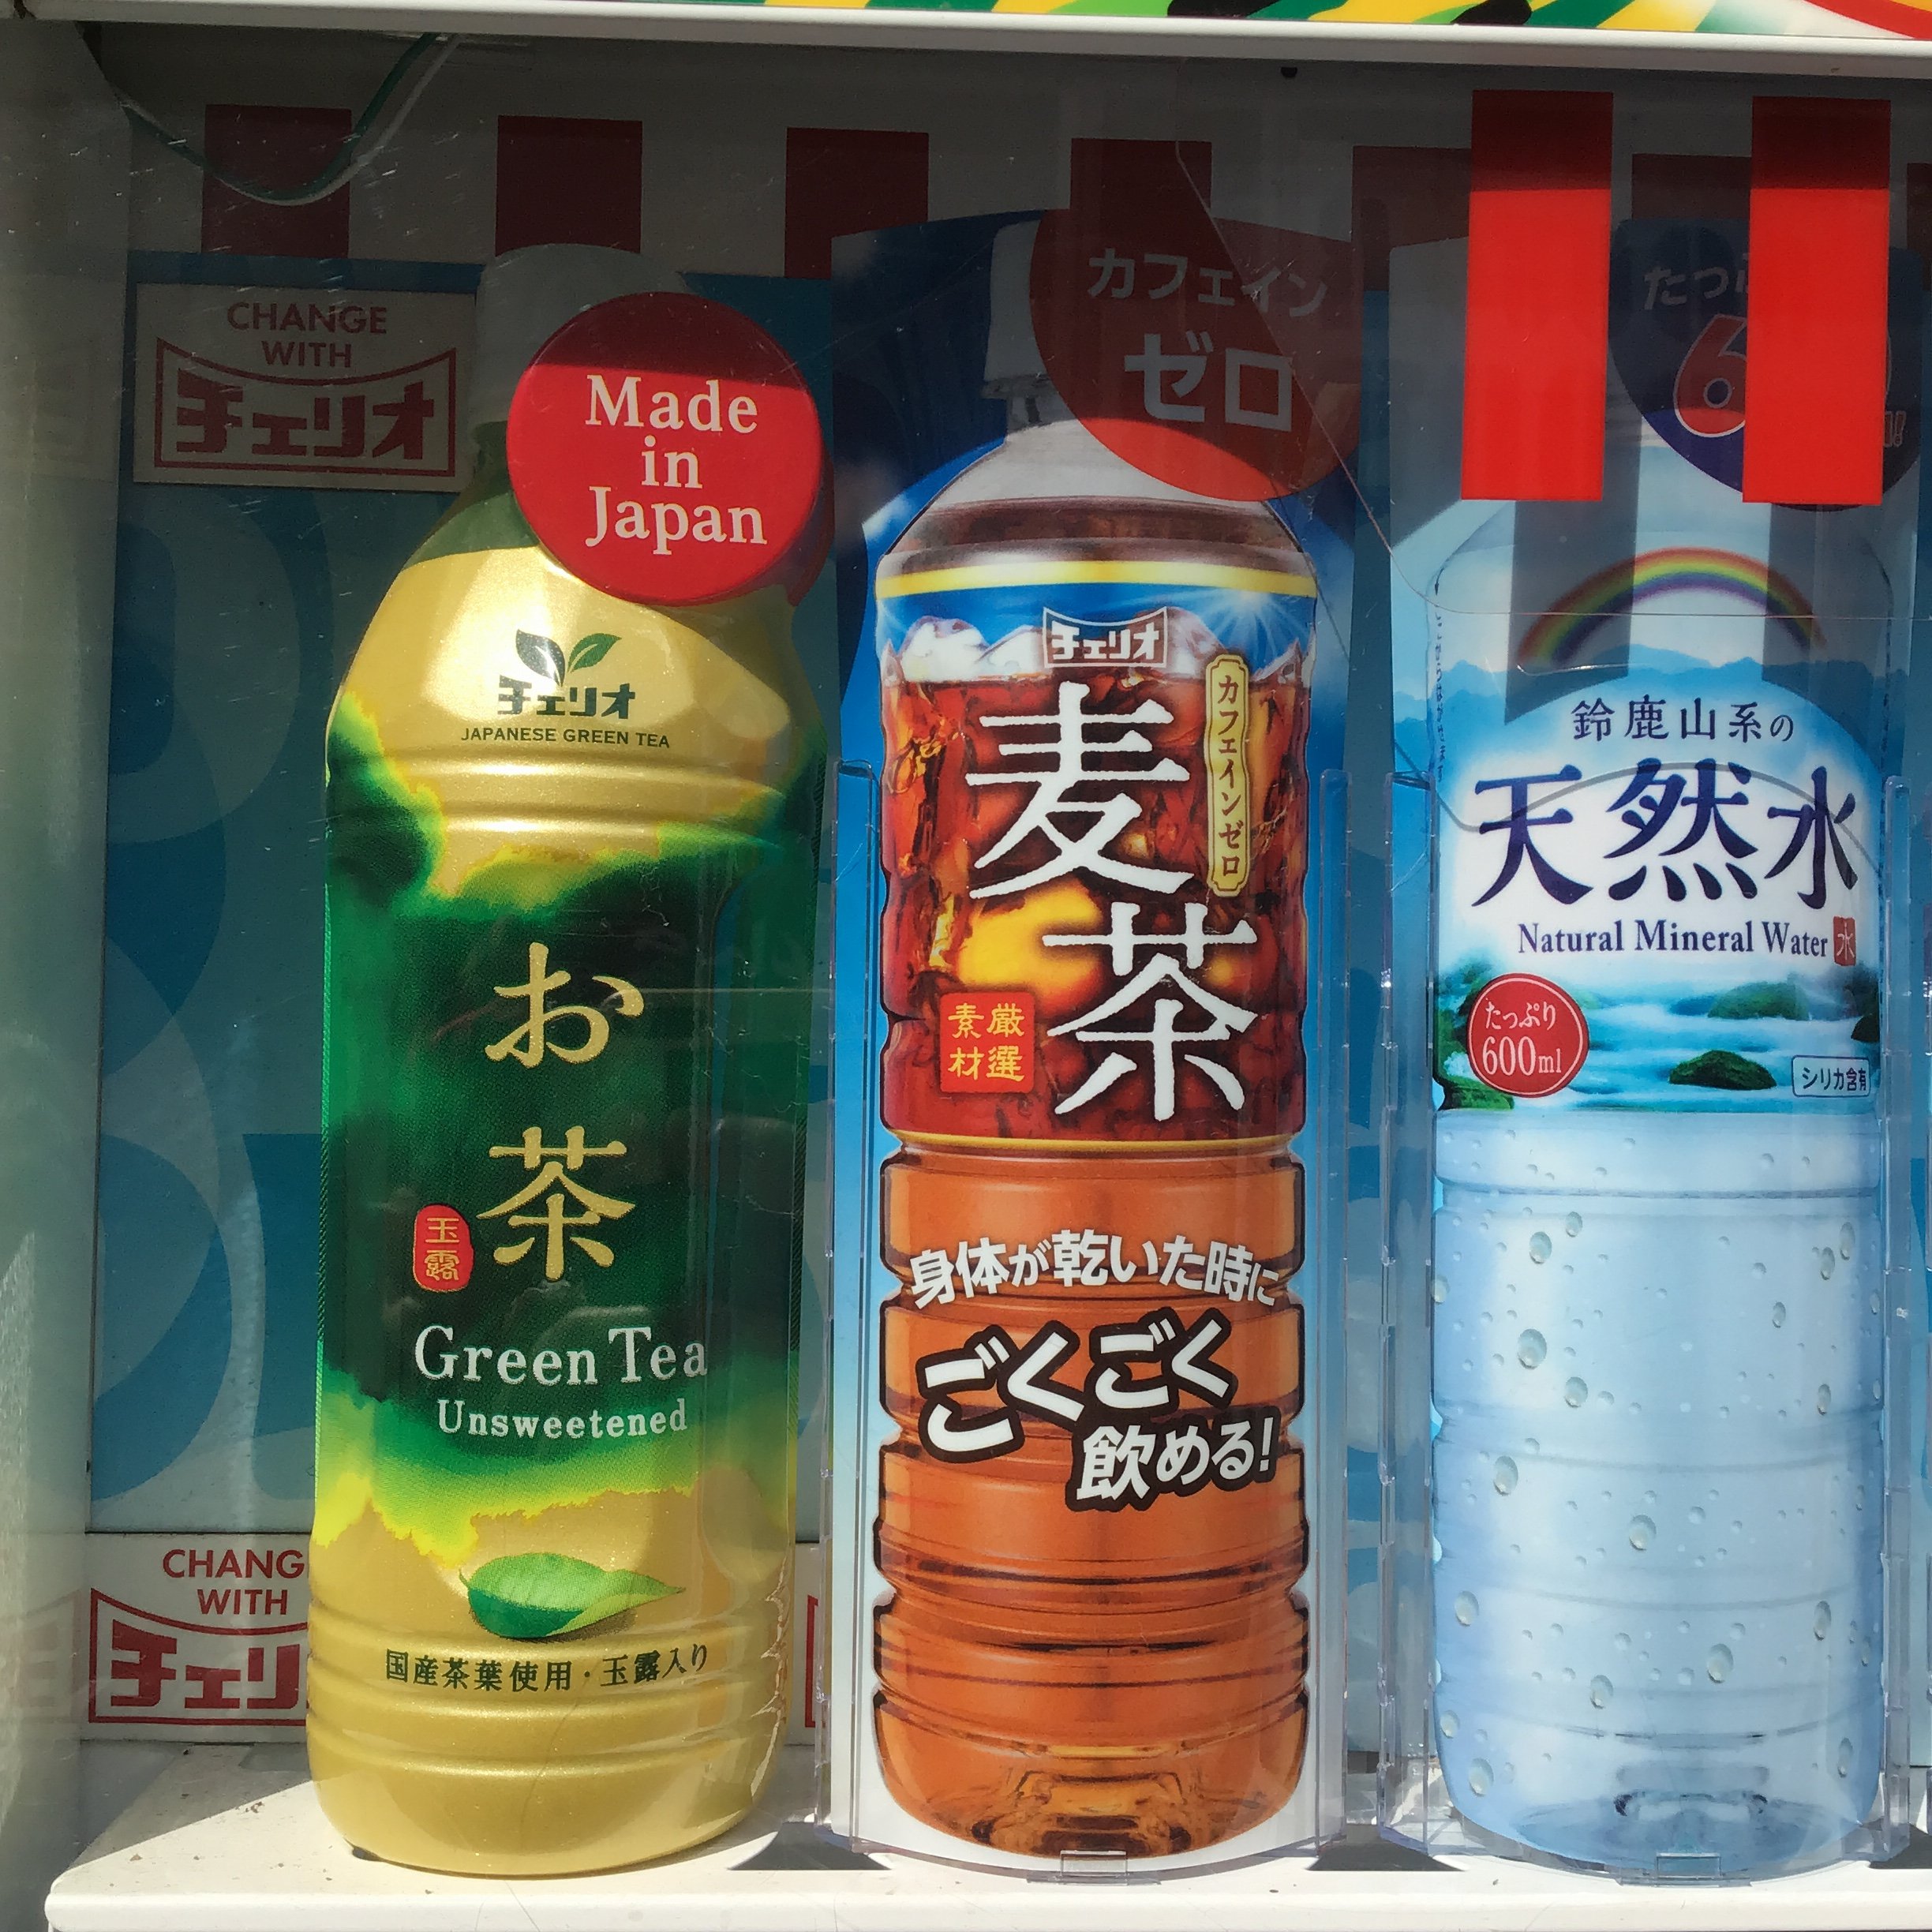 CHANGE
WITH
チェリオ
Made
in
Japan
チェリオ
JAPANESE GREEN TEA
お茶
玉露
Green Tea
Unsweetened
国産茶葉使用・玉露入り
CHANG
WITH
チェリ
カフェイン
ゼロ
チェリオ
麦茶
カフェインゼロ
厳選
素材
身体が乾いた時に
ごくごく
飲める!
たっ
6
鈴鹿山系の
天然水
Natural Mineral Water
水
たっぷり
600ml
シリカ含有